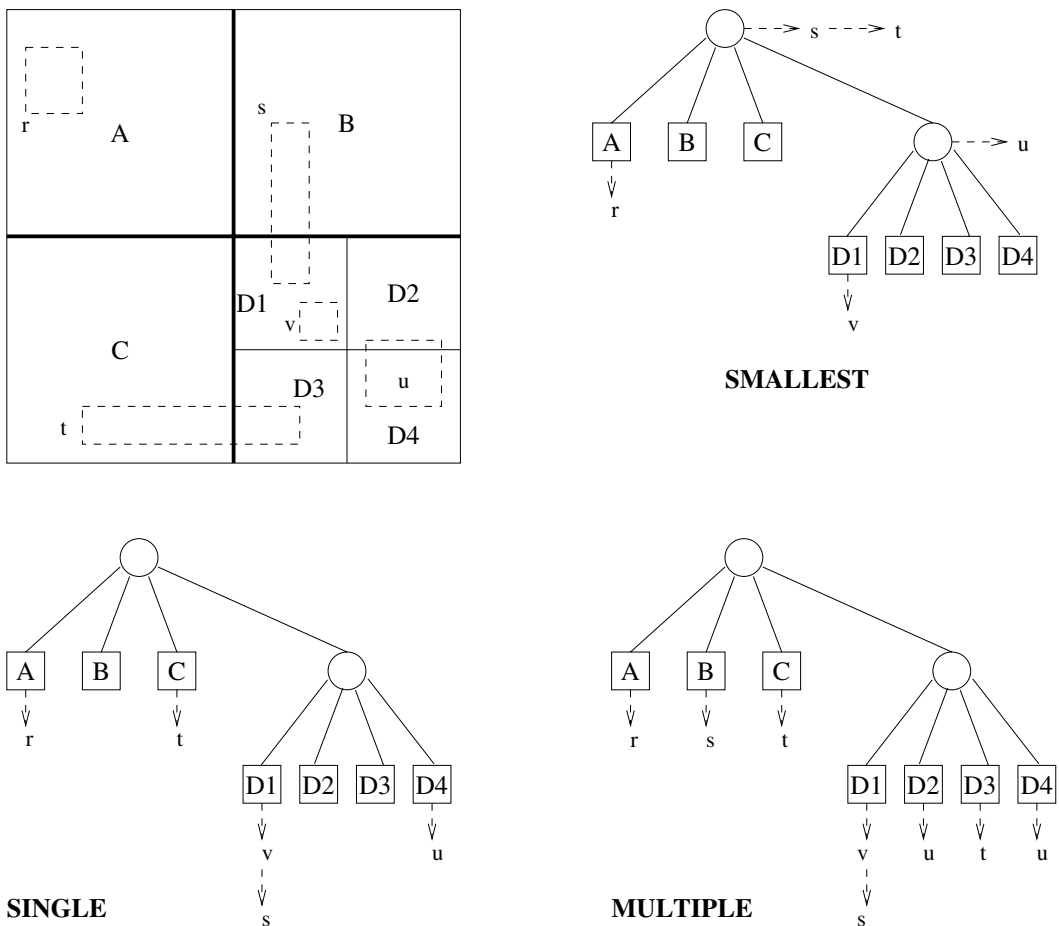 r
A
s
B
D1
D2
v
C
u
D3
t
D4
s t
A B C
u
r
D1 D2 D3 D4
v
SMALLEST
A B C
r t
D1 D2 D3 D4
v u
s
SINGLE
A B C
r s t
D1 D2 D3 D4
v u t u
s
MULTIPLE